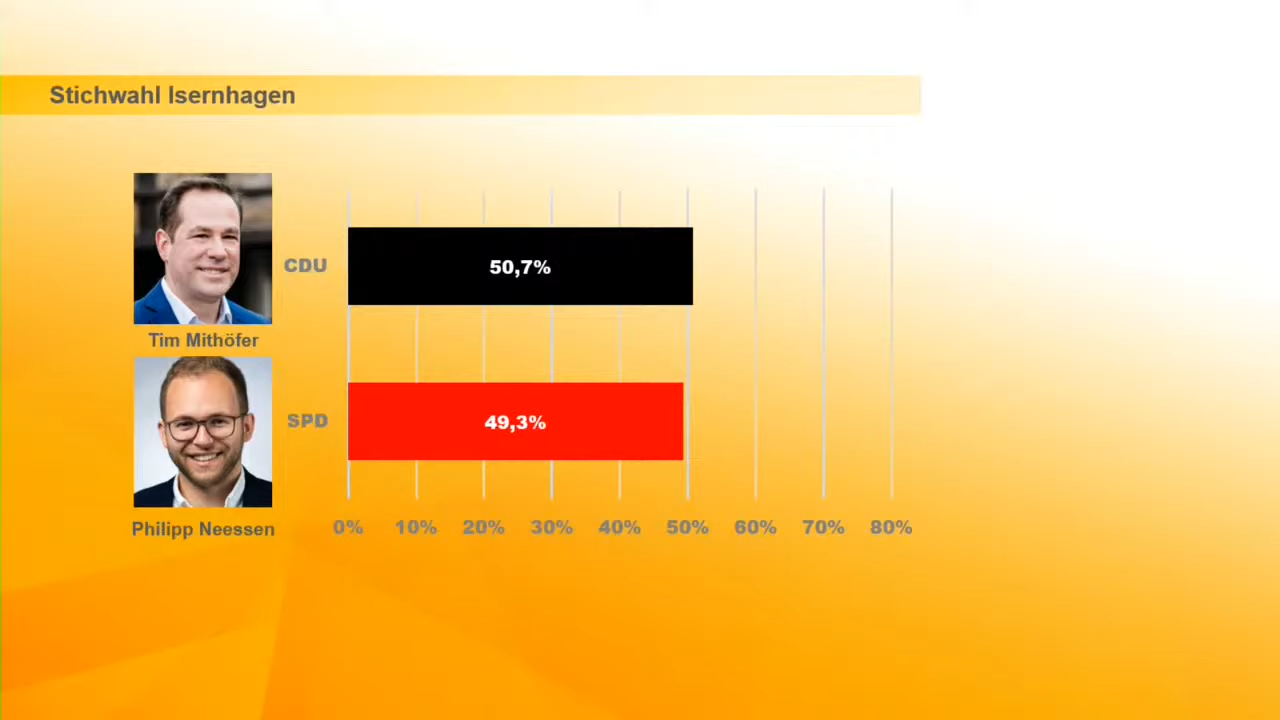 Stichwahl Isernhagen
CDU
50,7%
Tim Mithöfer
SPD
49,3%
Philipp Neessen
0% 10% 20% 30% 40% 50% 60% 70% 80%